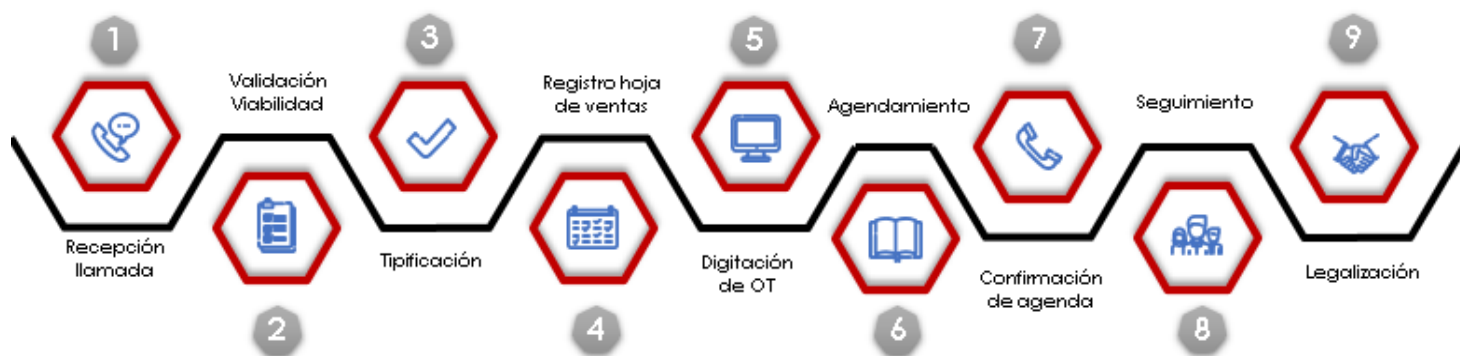 1
Recepción
llamada
Validación
Viabilidad
2
3
Tipificación
Registro hoja
de ventas
4
5
Digitación
de OT
Agendamiento
6
7
Confirmación
de agenda
Seguimiento
8
9
Legalización